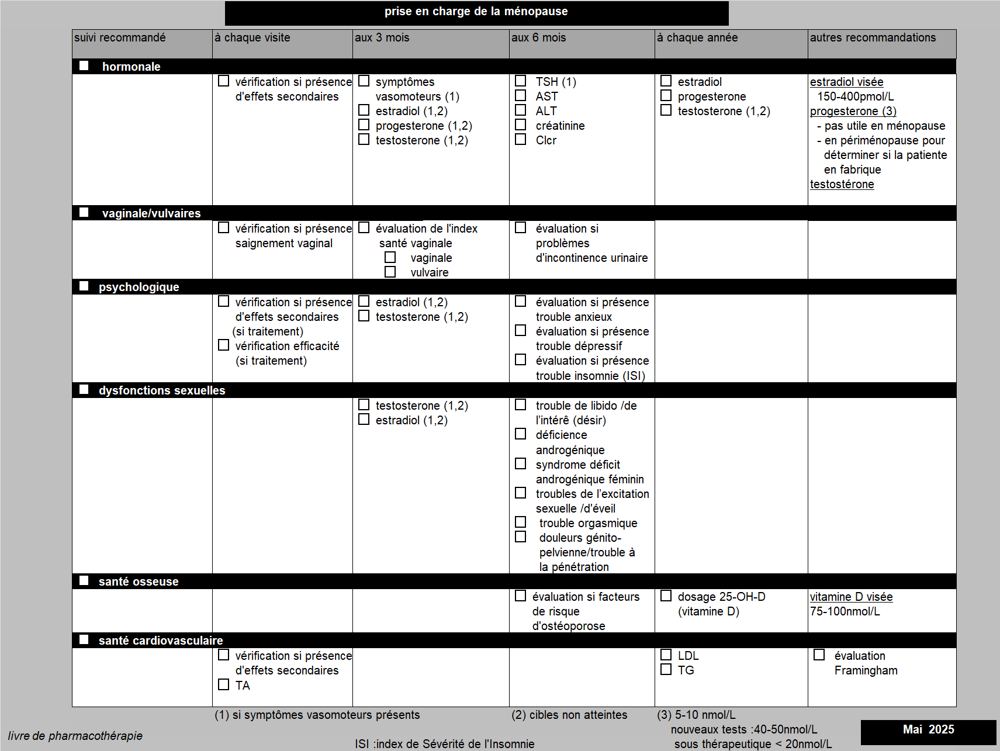 prise en charge de la ménopause
suivi recommandé
à chaque visite
aux 3 mois
aux 6 mois
à chaque année
autres recommandations
hormonale
vérification si présence
d'effets secondaires
symptômes
vasomoteurs (1)
estradiol (1,2)
progesterone (1,2)
testosterone (1,2)
TSH (1)
AST
ALT
créatinine
Clcr
estradiol
progesterone
testosterone (1,2)
estradiol visée
150-400pmol/L
progesterone (3)
- pas utile en ménopause
- en périménopause pour
déterminer si la patiente
en fabrique
testostérone
vaginale/vulvaires
vérification si présence
saignement vaginal
évaluation de l'index
santé vaginale
vaginale
vulvaire
évaluation si
problèmes
d'incontinence urinaire
psychologique
vérification si présence
d'effets secondaires
(si traitement)
vérification efficacité
(si traitement)
estradiol (1,2)
testosterone (1,2)
évaluation si présence
trouble anxieux
évaluation si présence
trouble dépressif
évaluation si présence
trouble insomnie (ISI)
dysfonctions sexuelles
testosterone (1,2)
estradiol (1,2)
trouble de libido /de
l’intérê (désir)
déficience
androgénique
syndrome déficit
androgénique féminin
troubles de l’excitation
sexuelle /d'éveil
trouble orgasmique
douleurs génito-
pelvienne/trouble à
la pénétration
santé osseuse
évaluation si facteurs
de risque
d'ostéoporose
dosage 25-OH-D
(vitamine D)
vitamine D visée
75-100nmol/L
santé cardiovasculaire
vérification si présence
d'effets secondaires
TA
LDL
TG
évaluation
Framingham
(1) si symptômes vasomoteurs présents
(2) cibles non atteintes
(3) 5-10 nmol/L
nouveaux tests :40-50nmol/L
sous thérapeutique < 20nmol/L
livre de pharmacothérapie
ISI :index de Sévérité de l'Insomnie
Mai 2025